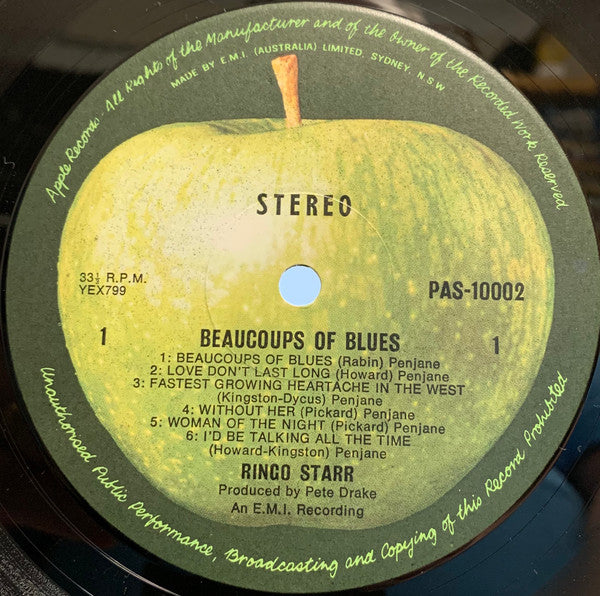 Apple Records · All Rights of the Manufacturer and of the Owner of the Recorded Work Reserved
MADE BY E.M.I. (AUSTRALIA) LIMITED, SYDNEY, N.S.W
STEREO
33⅓ R.P.M.
YEX799
PAS-10002
1
1
BEAUCOUPS OF BLUES
1: BEAUCOUPS OF BLUES (Rabin) Penjane
2: LOVE DON'T LAST LONG (Howard) Penjane
3: FASTEST GROWING HEARTACHE IN THE WEST
(Kingston-Dycus) Penjane
4: WITHOUT HER (Pickard) Penjane
5: WOMAN OF THE NIGHT (Pickard) Penjane
6: I'D BE TALKING ALL THE TIME
(Howard-Kingston) Penjane
RINGO STARR
Produced by Pete Drake
An E.M.I. Recording
Unauthorised Public Performance, Broadcasting and Copying of this Record Prohibited